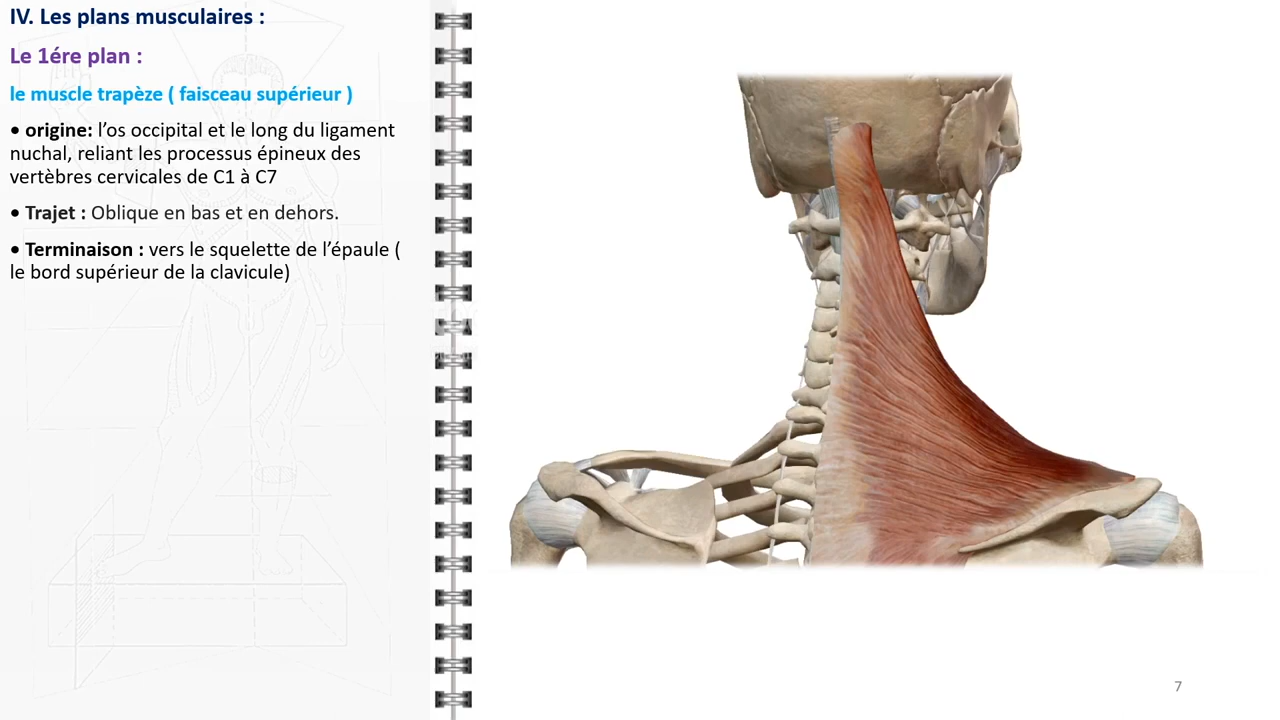 IV. Les plans musculaires :
Le 1ére plan :
le muscle trapèze ( faisceau supérieur )
• origine: l’os occipital et le long du ligament
nuchal, reliant les processus épineux des
vertèbres cervicales de C1 à C7
• Trajet : Oblique en bas et en dehors.
• Terminaison : vers le squelette de l’épaule (
le bord supérieur de la clavicule)
7